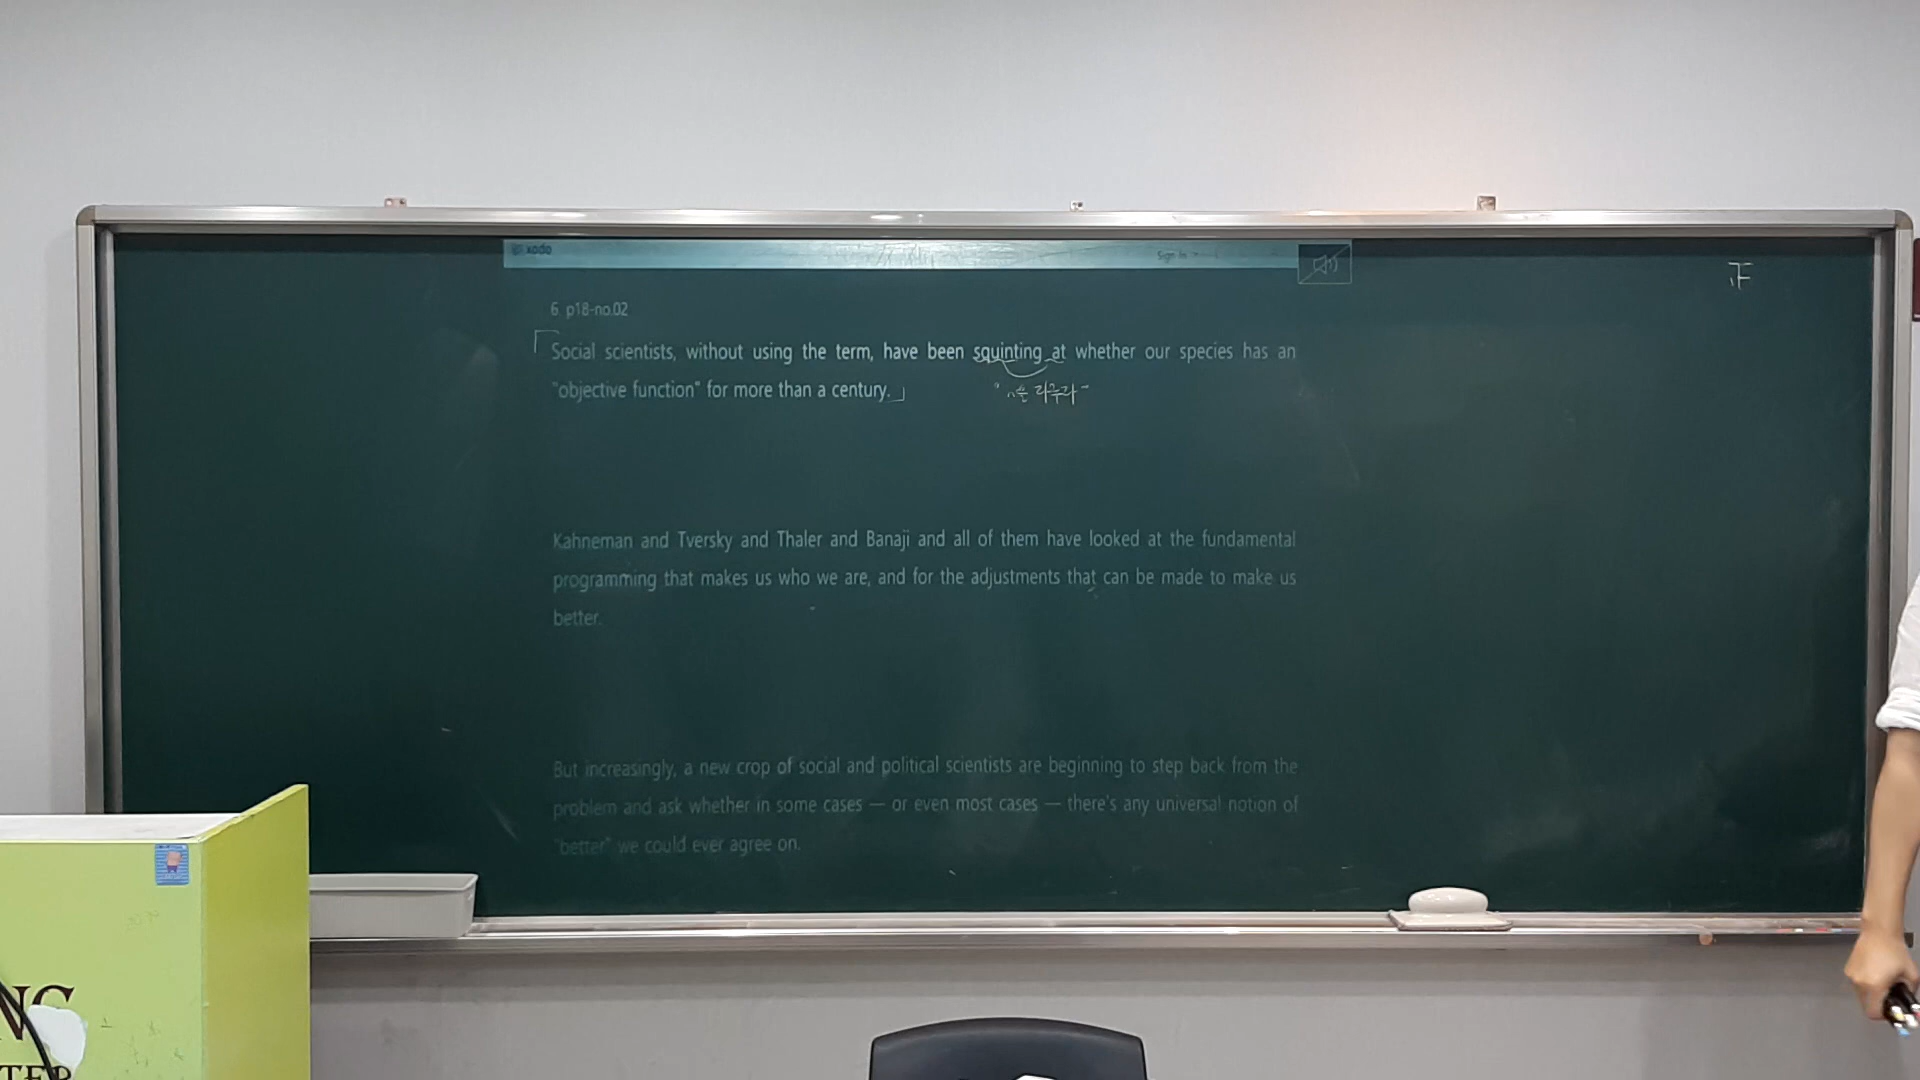 xodo
Sign In
6. p18-no.02
Social scientists, without using the term, have been squinting at whether our species has an
"objective function" for more than a century.
Kahneman and Tversky and Thaler and Banaji and all of them have looked at the fundamental
programming that makes us who we are, and for the adjustments that can be made to make us
better.
But increasingly, a new crop of social and political scientists are beginning to step back from the
problem and ask whether in some cases — or even most cases — there's any universal notion of
"better" we could ever agree on.
NG
TER